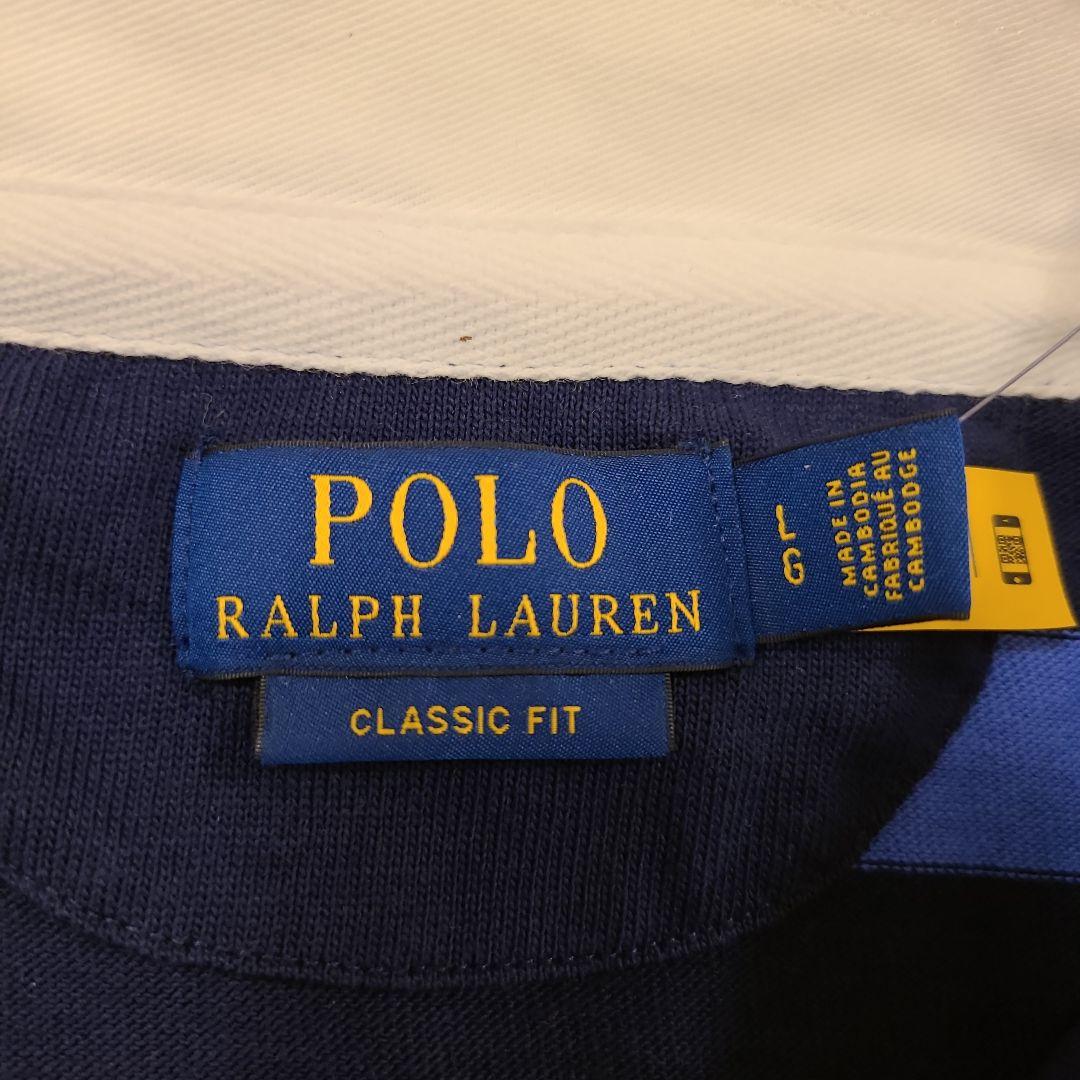 POLO
RALPH LAUREN
CLASSIC FIT
L
G
MADE IN
CAMBODIA
FABRIQUÉ AU
CAMBODGE